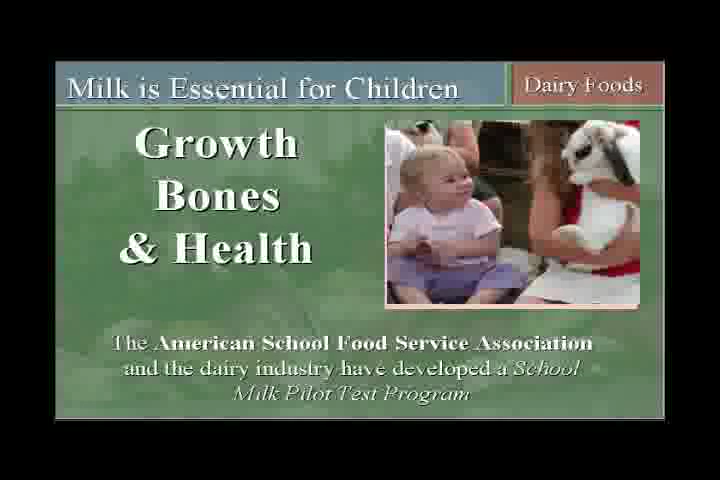 Milk is Essential for Children
Dairy Foods
Growth
Bones
& Health
The American School Food Service Association
and the dairy industry have developed a School
Milk Pilot Test Program